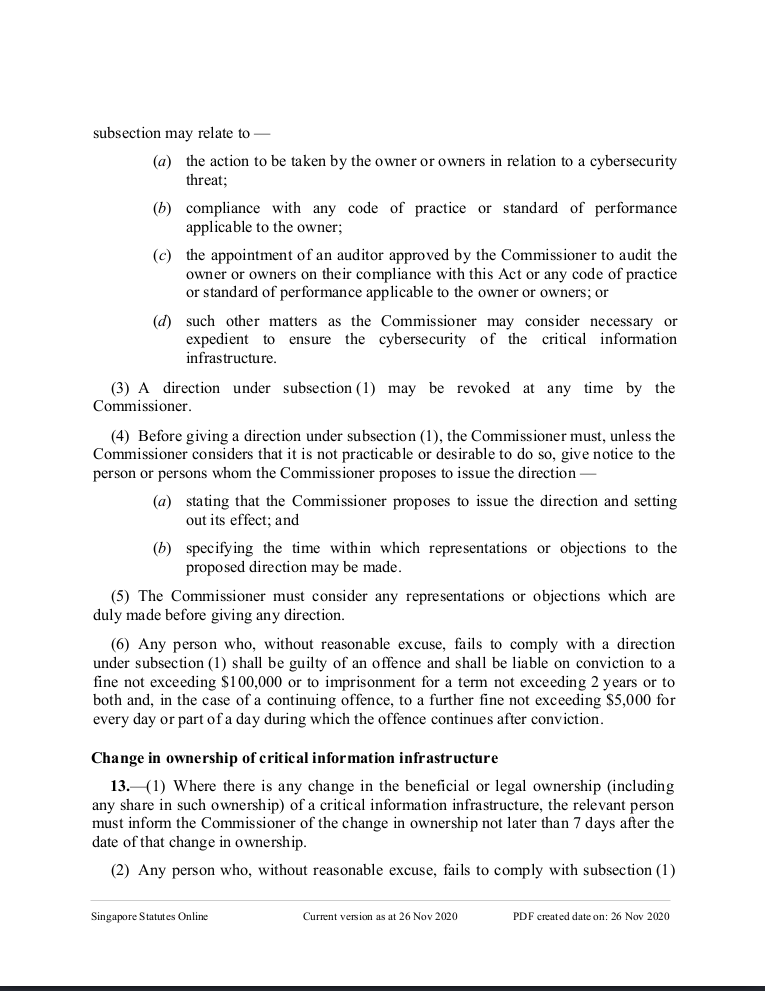 subsection may relate to —
(a) the action to be taken by the owner or owners in relation to a cybersecurity
threat;
(b) compliance with any code of practice or standard of performance
applicable to the owner;
(c) the appointment of an auditor approved by the Commissioner to audit the
owner or owners on their compliance with this Act or any code of practice
or standard of performance applicable to the owner or owners; or
(d) such other matters as the Commissioner may consider necessary or
expedient to ensure the cybersecurity of the critical information
infrastructure.
(3) A direction under subsection (1) may be revoked at any time by the
Commissioner.
(4) Before giving a direction under subsection (1), the Commissioner must, unless the
Commissioner considers that it is not practicable or desirable to do so, give notice to the
person or persons whom the Commissioner proposes to issue the direction —
(a) stating that the Commissioner proposes to issue the direction and setting
out its effect; and
(b) specifying the time within which representations or objections to the
proposed direction may be made.
(5) The Commissioner must consider any representations or objections which are
duly made before giving any direction.
(6) Any person who, without reasonable excuse, fails to comply with a direction
under subsection (1) shall be guilty of an offence and shall be liable on conviction to a
fine not exceeding $100,000 or to imprisonment for a term not exceeding 2 years or to
both and, in the case of a continuing offence, to a further fine not exceeding $5,000 for
every day or part of a day during which the offence continues after conviction.
Change in ownership of critical information infrastructure
13.—(1) Where there is any change in the beneficial or legal ownership (including
any share in such ownership) of a critical information infrastructure, the relevant person
must inform the Commissioner of the change in ownership not later than 7 days after the
date of that change in ownership.
(2) Any person who, without reasonable excuse, fails to comply with subsection (1)
Singapore Statutes Online Current version as at 26 Nov 2020 PDF created date on: 26 Nov 2020